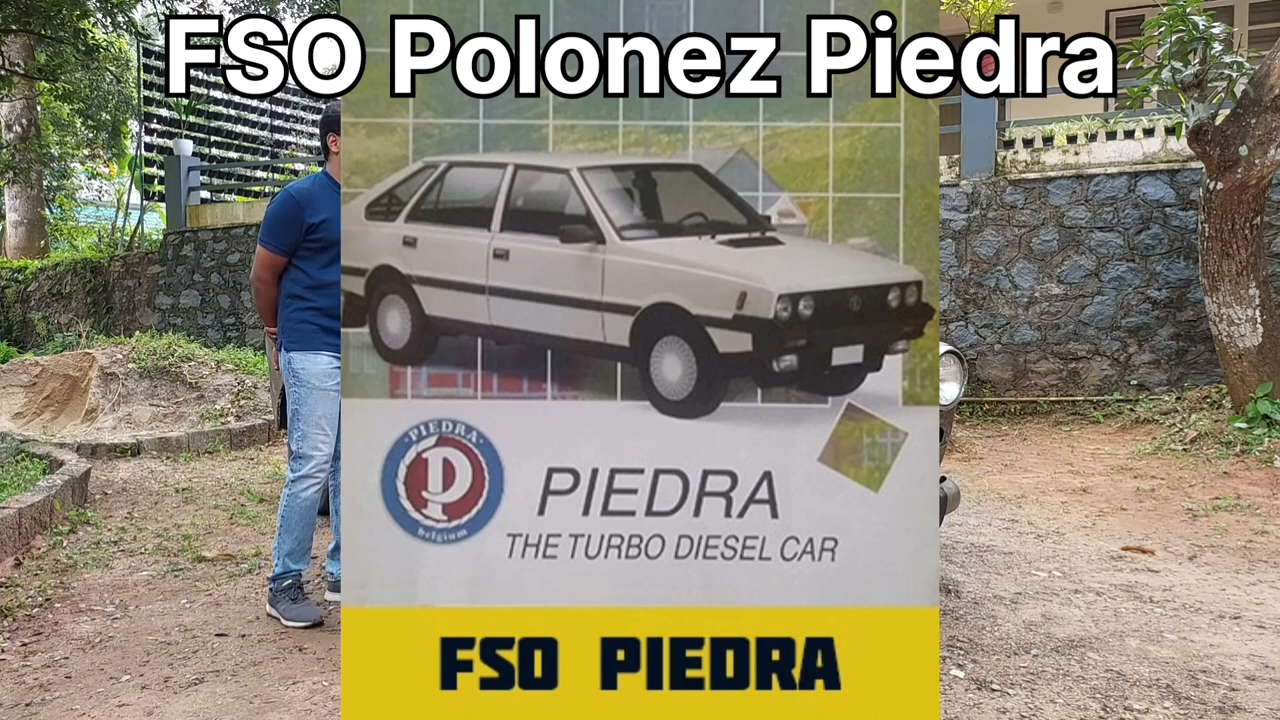 FSO Polonez Piedra
PIEDRA
P
belgium
PIEDRA
THE TURBO DIESEL CAR
FSO PIEDRA